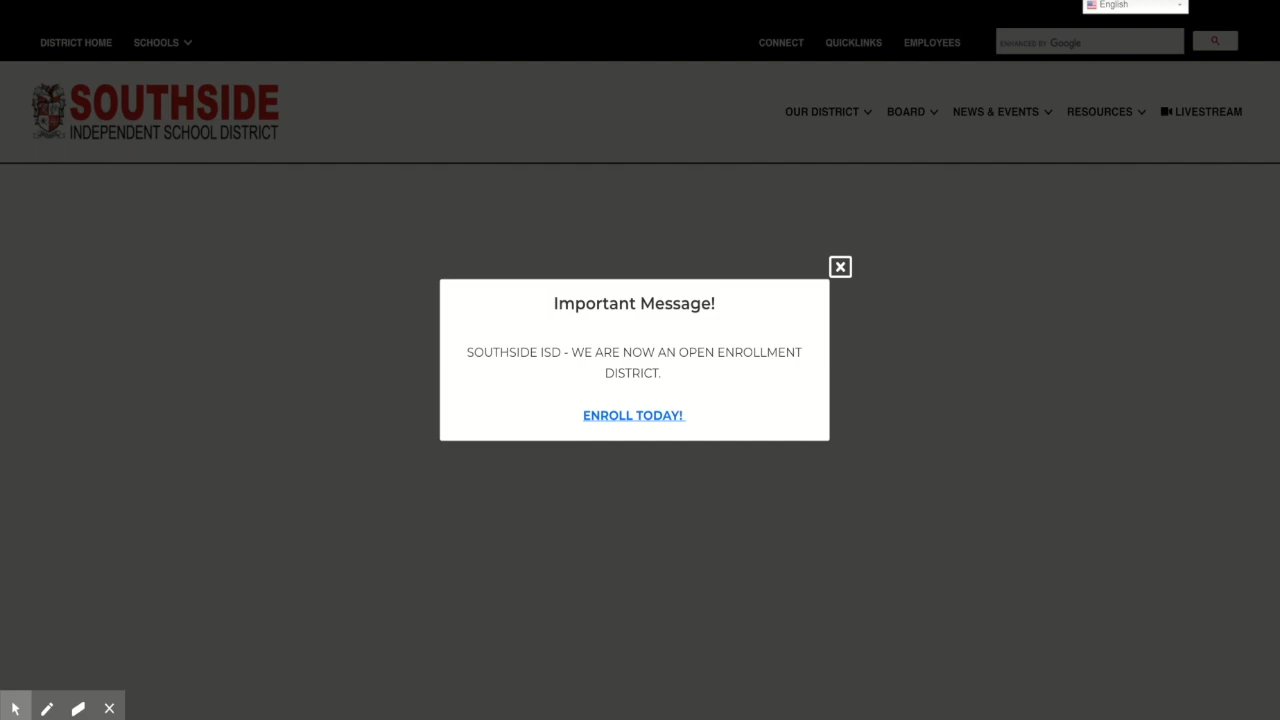 English
DISTRICT HOME SCHOOLS CONNECT QUICKLINKS EMPLOYEES ENHANCED BY Google
SOUTHSIDE
INDEPENDENT SCHOOL DISTRICT
OUR DISTRICT BOARD NEWS & EVENTS RESOURCES LIVESTREAM
Important Message!
SOUTHSIDE ISD - WE ARE NOW AN OPEN ENROLLMENT
DISTRICT.
ENROLL TODAY!